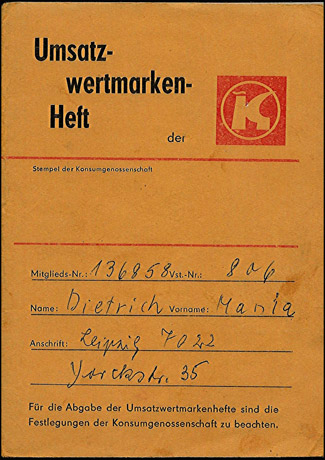 Umsatz-
wertmarken-
Heft
der
K
Stempel der Konsumgenossenschaft
Mitglieds-Nr.: 136858 Vst.-Nr.: 806
Name: Dietrich Vorname: Maria
Anschrift: Leipzig 7022
Yorckstr. 35
Für die Abgabe der Umsatzwertmarkenhefte sind die
Festlegungen der Konsumgenossenschaft zu beachten.